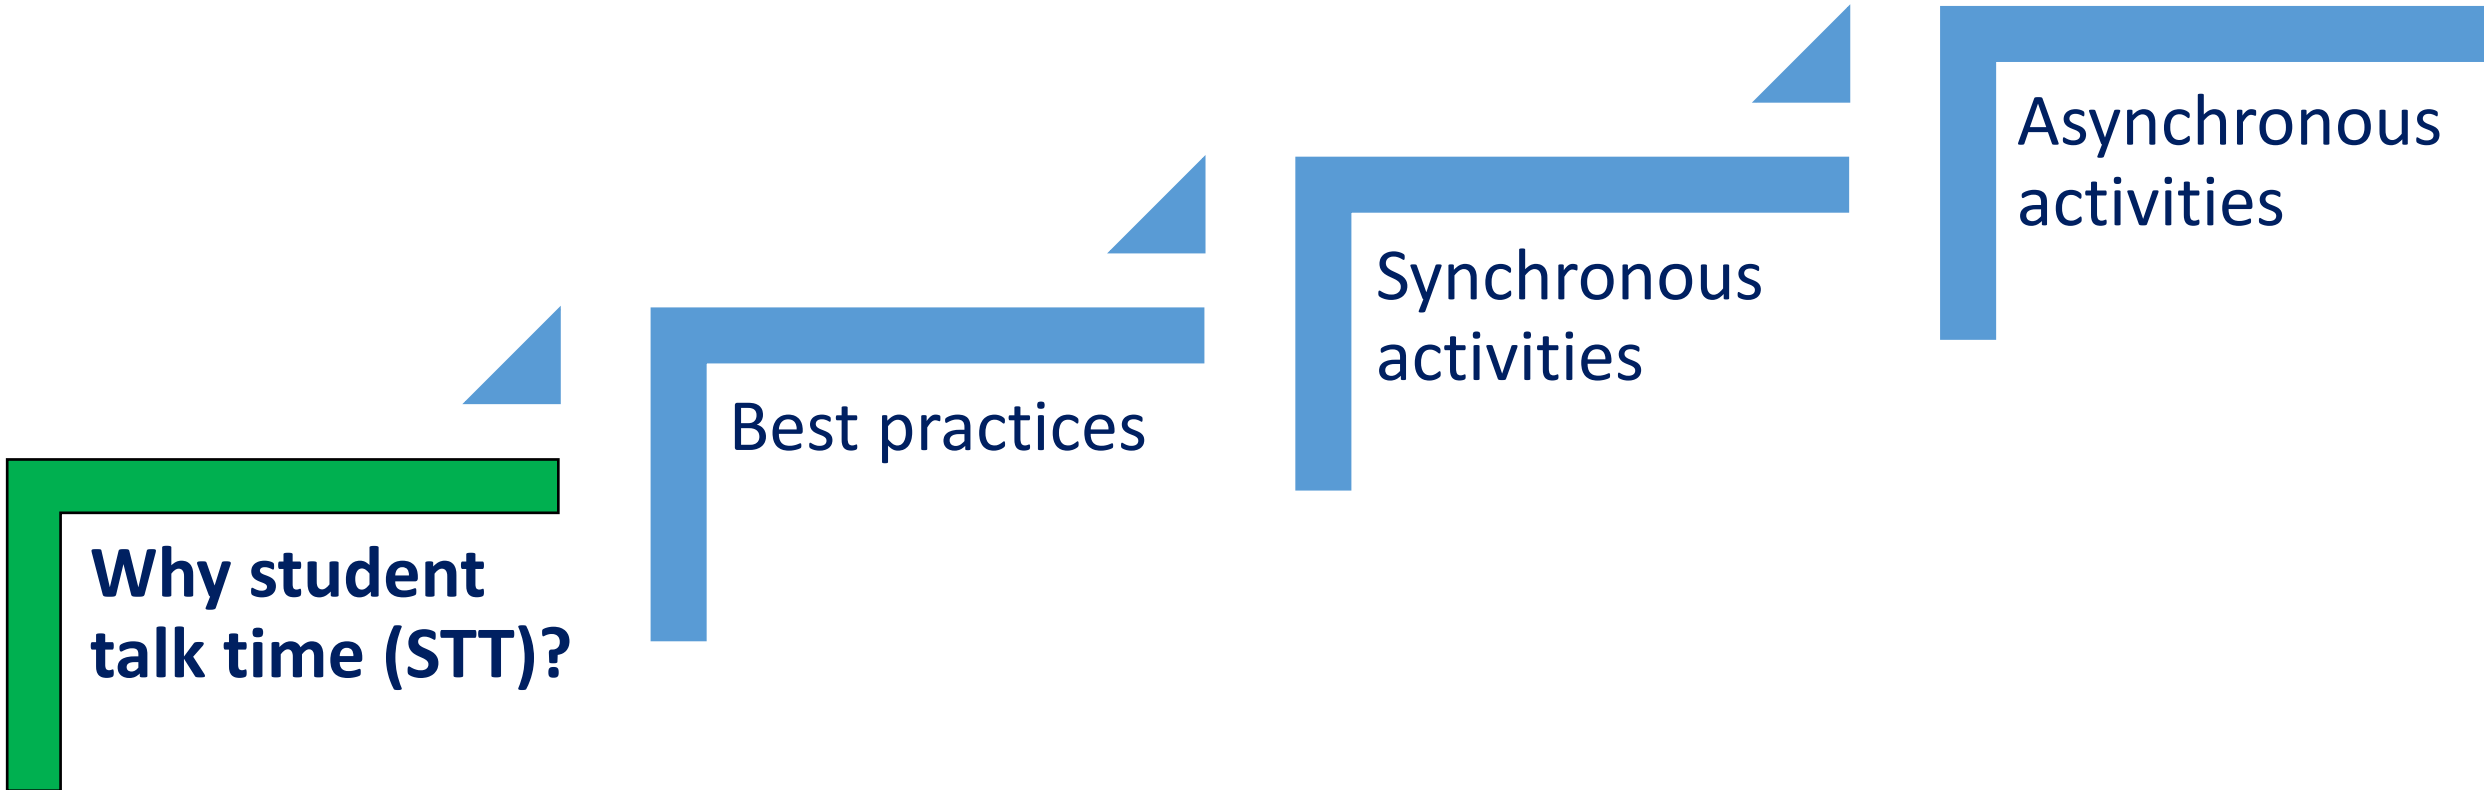 Why student
talk time (STT)?
Best practices
Synchronous
activities
Asynchronous
activities